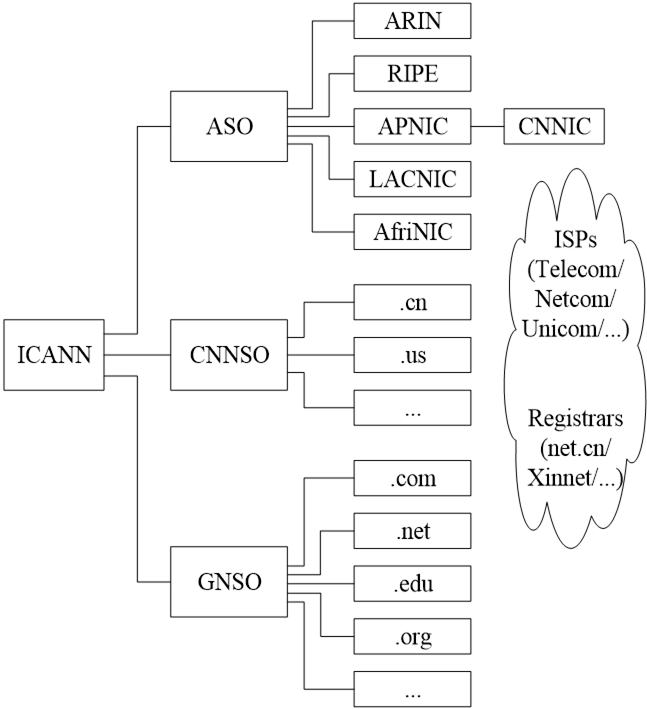 ICANN
ASO
ARIN
RIPE
APNIC
CNNIC
LACNIC
AfriNIC
CNNSO
.cn
.us
...
GNSO
.com
.net
.edu
.org
...
ISPs
(Telecom/
Netcom/
Unicom/...)
Registrars
(net.cn/
Xinnet/...)